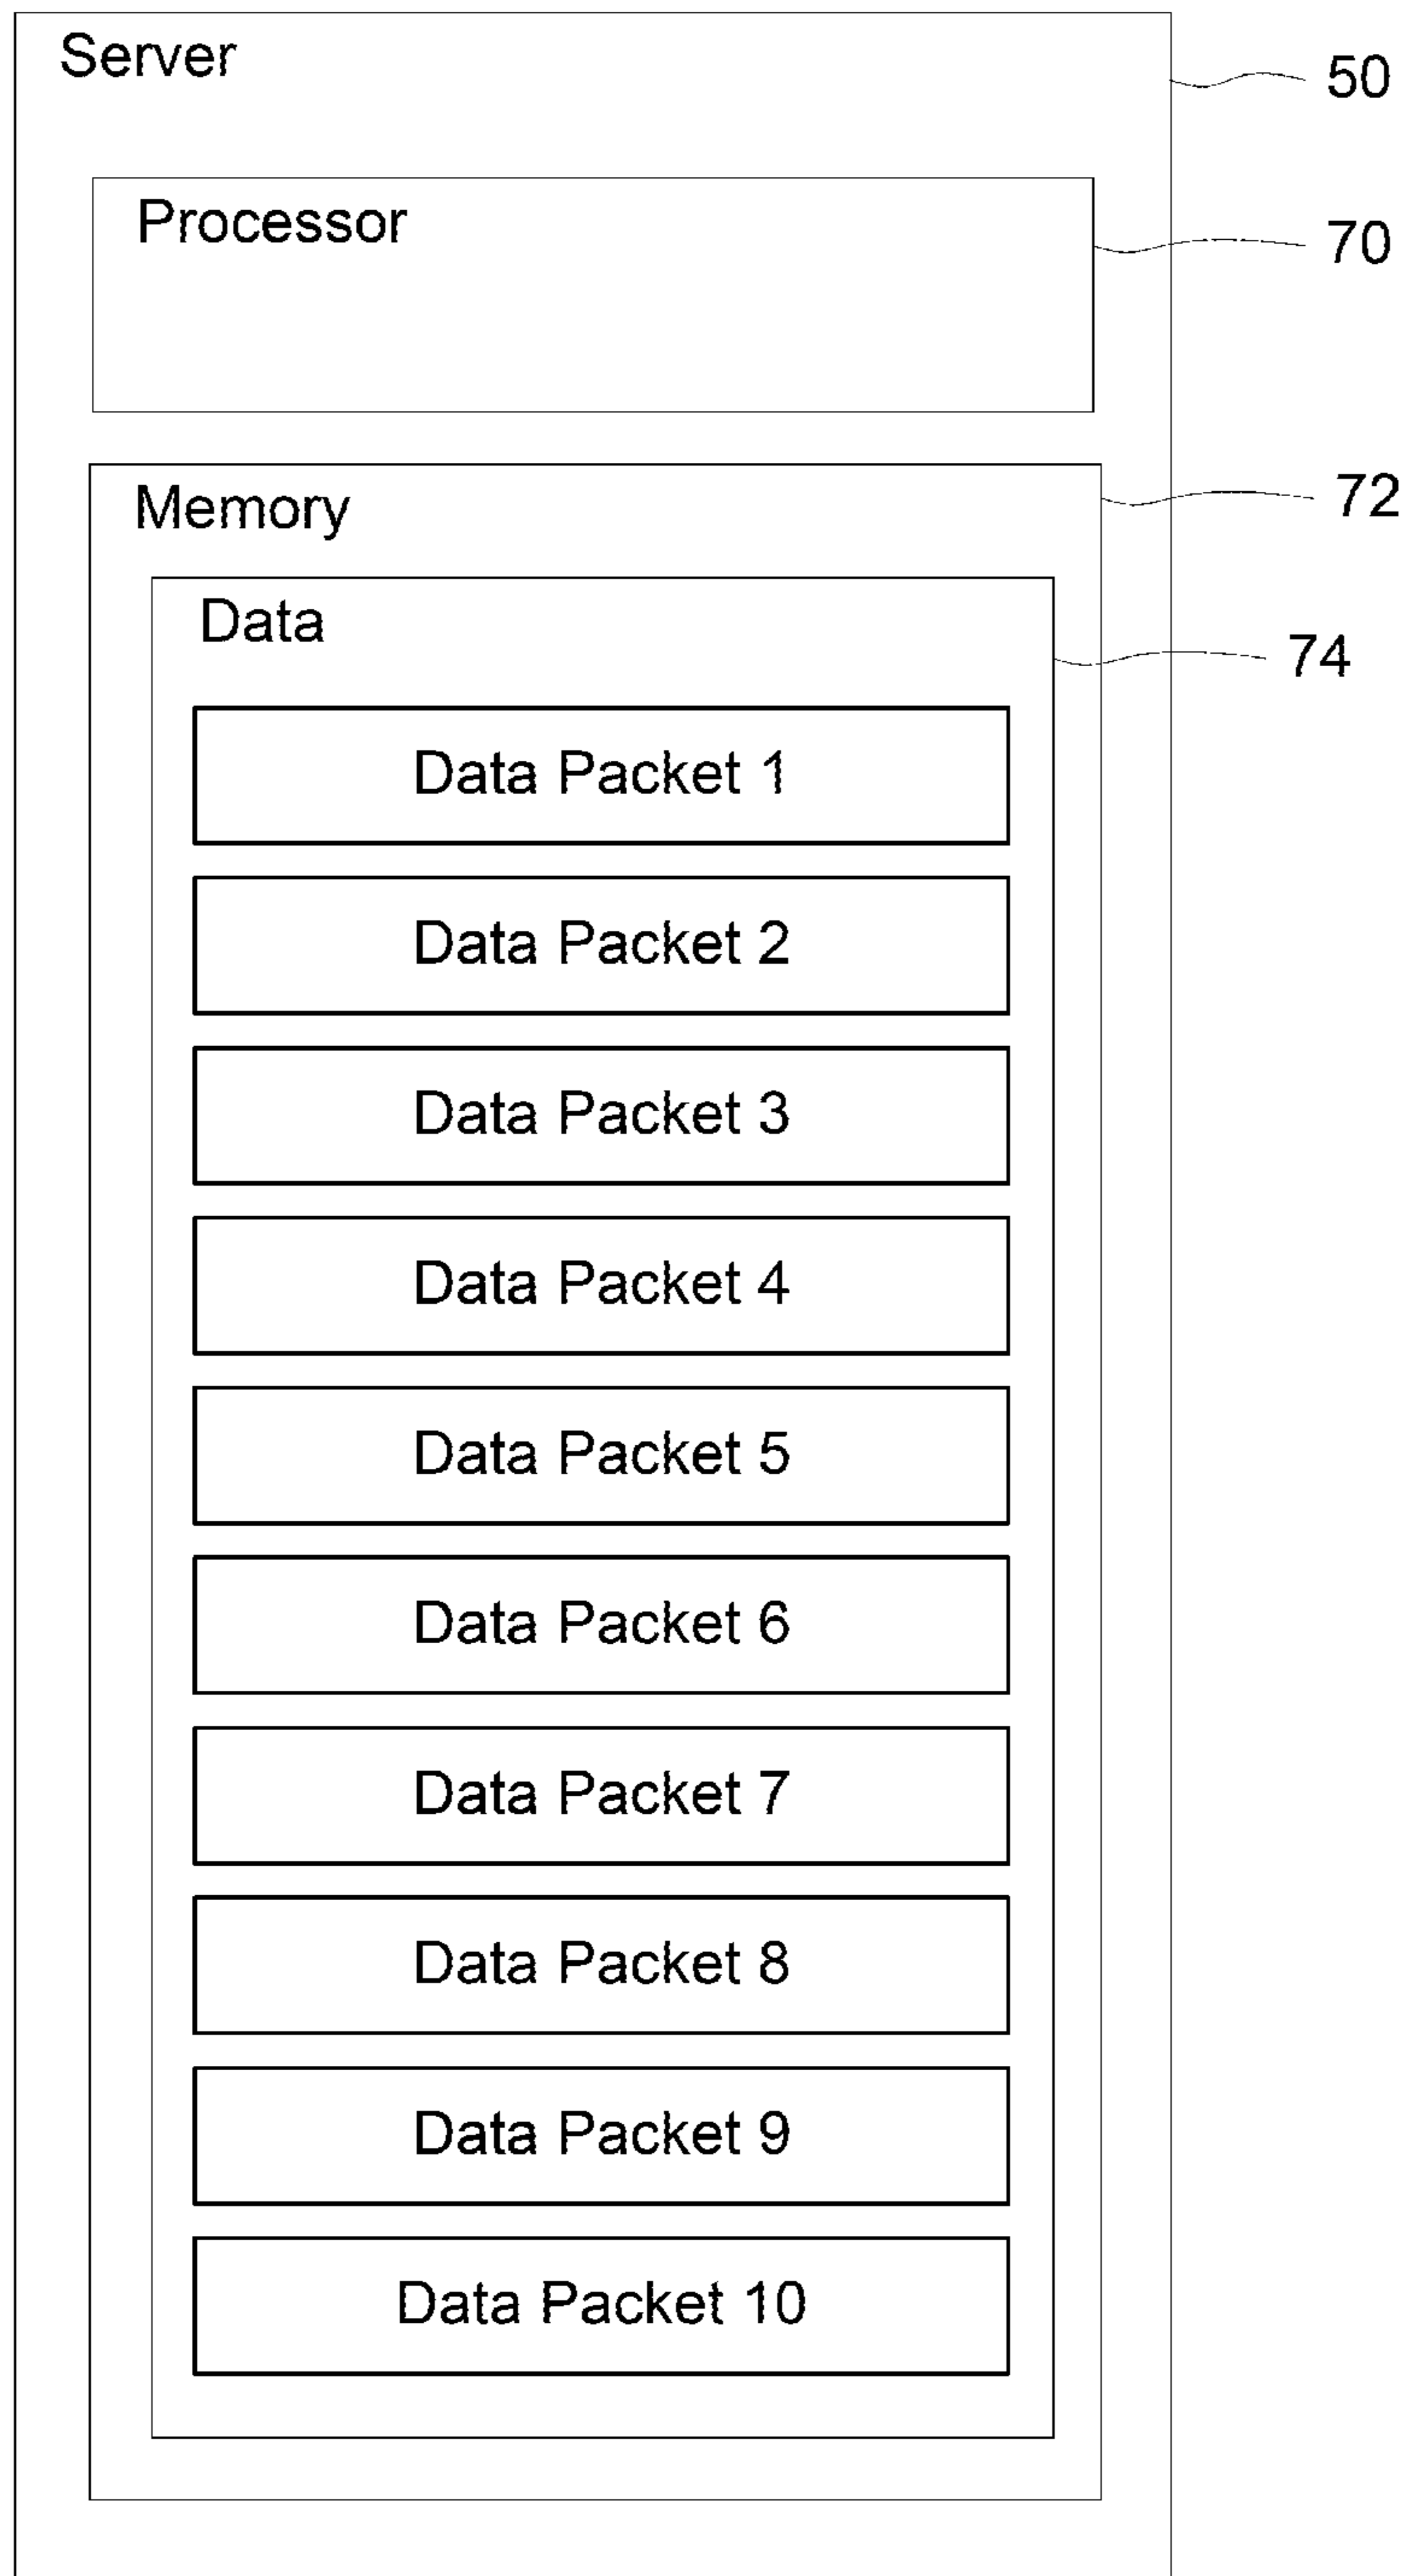 Server
50
Processor
70
Memory
72
Data
74
Data Packet 1
Data Packet 2
Data Packet 3
Data Packet 4
Data Packet 5
Data Packet 6
Data Packet 7
Data Packet 8
Data Packet 9
Data Packet 10